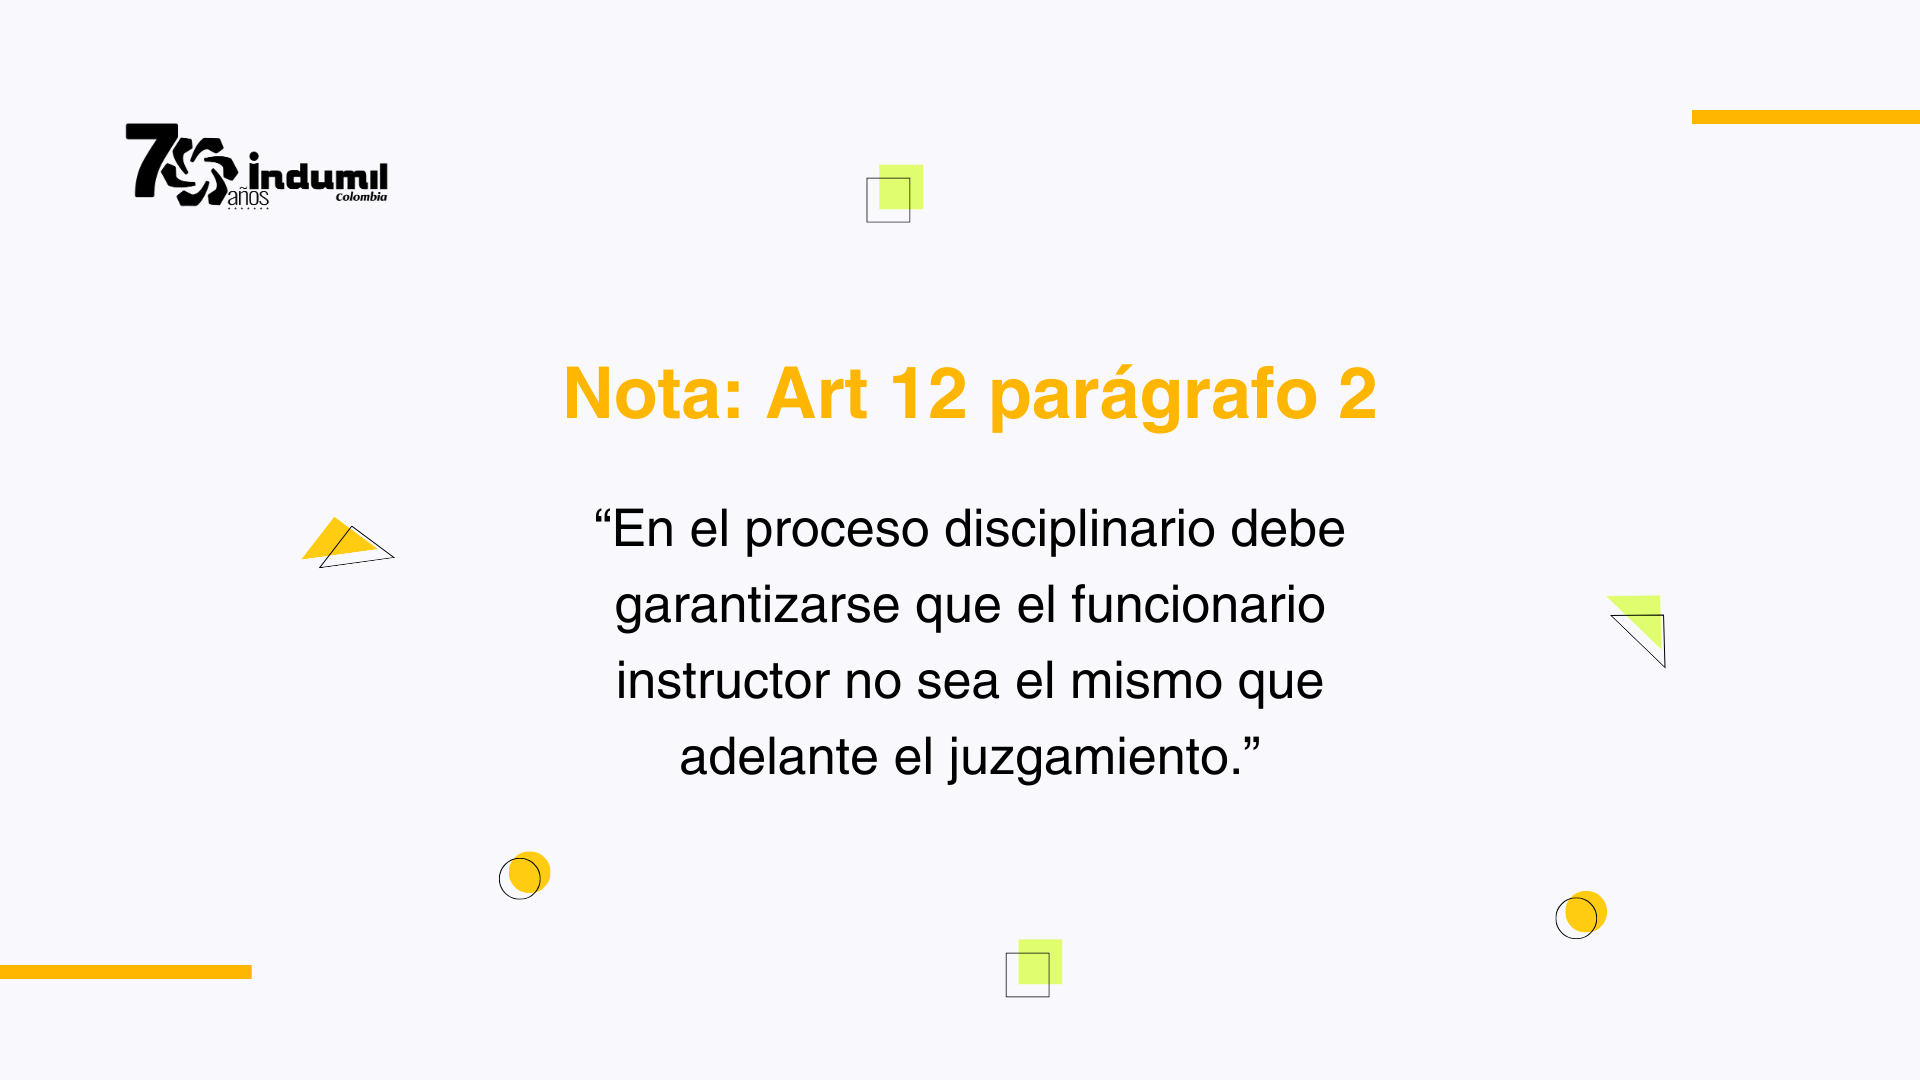 70 años indumil
Colombia
Nota: Art 12 parágrafo 2
“En el proceso disciplinario debe
garantizarse que el funcionario
instructor no sea el mismo que
adelante el juzgamiento.”